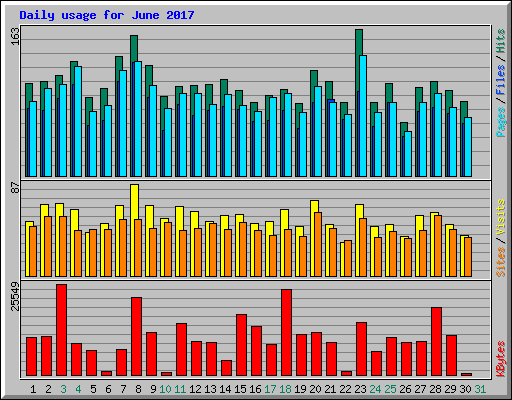 Daily usage for June 2017
163
Pages / Files / Hits
87
Sites / Visits
25549
KBytes
1 2 3 4 5 6 7 8 9 10 11 12 13 14 15 16 17 18 19 20 21 22 23 24 25 26 27 28 29 30 31